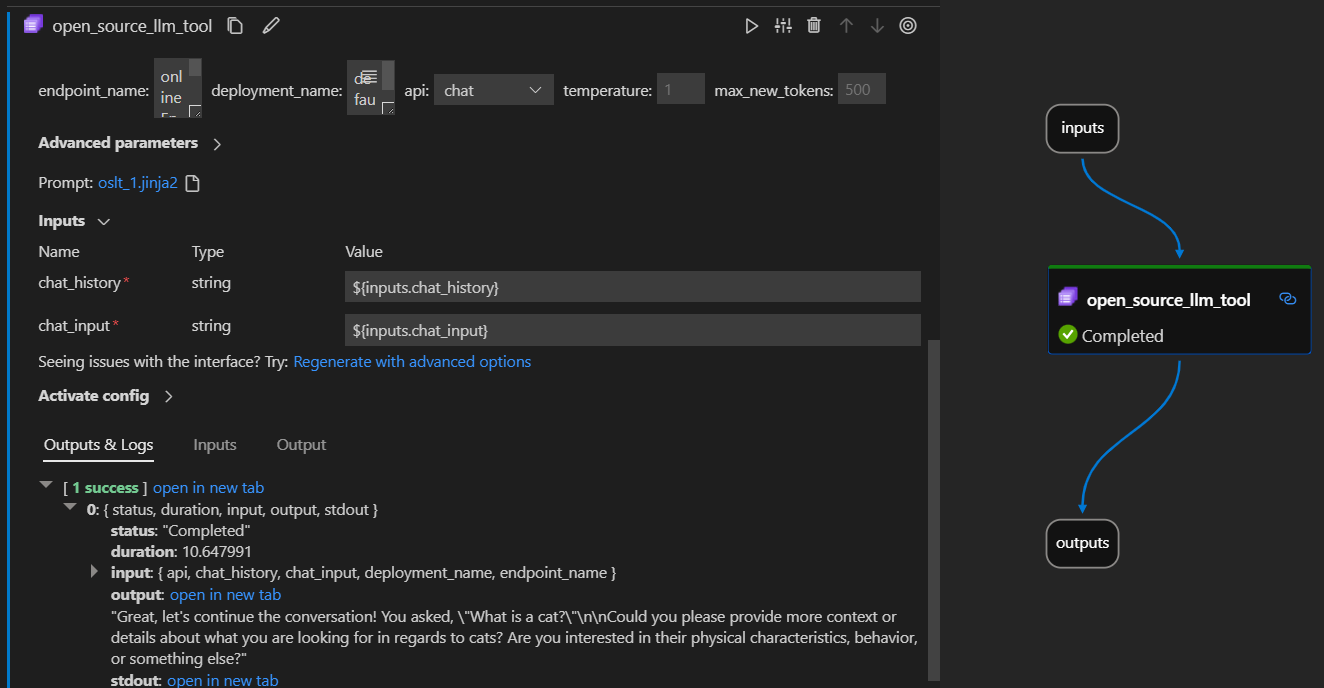 open_source_llm_tool
endpoint_name: onl ine deployment_name: de fau api: chat temperature: 1 max_new_tokens: 500
Advanced parameters
Prompt: oslt_1.jinja2
Inputs
Name Type Value
chat_history* string ${inputs.chat_history}
chat_input* string ${inputs.chat_input}
Seeing issues with the interface? Try: Regenerate with advanced options
Activate config
Outputs & Logs Inputs Output
[ 1 success ] open in new tab
0: { status, duration, input, output, stdout }
status: "Completed"
duration: 10.647991
input: { api, chat_history, chat_input, deployment_name, endpoint_name }
output: open in new tab
"Great, let's continue the conversation! You asked, \"What is a cat?\"\n\nCould you please provide more context or
details about what you are looking for in regards to cats? Are you interested in their physical characteristics, behavior,
or something else?"
stdout: open in new tab
inputs
open_source_llm_tool
Completed
outputs